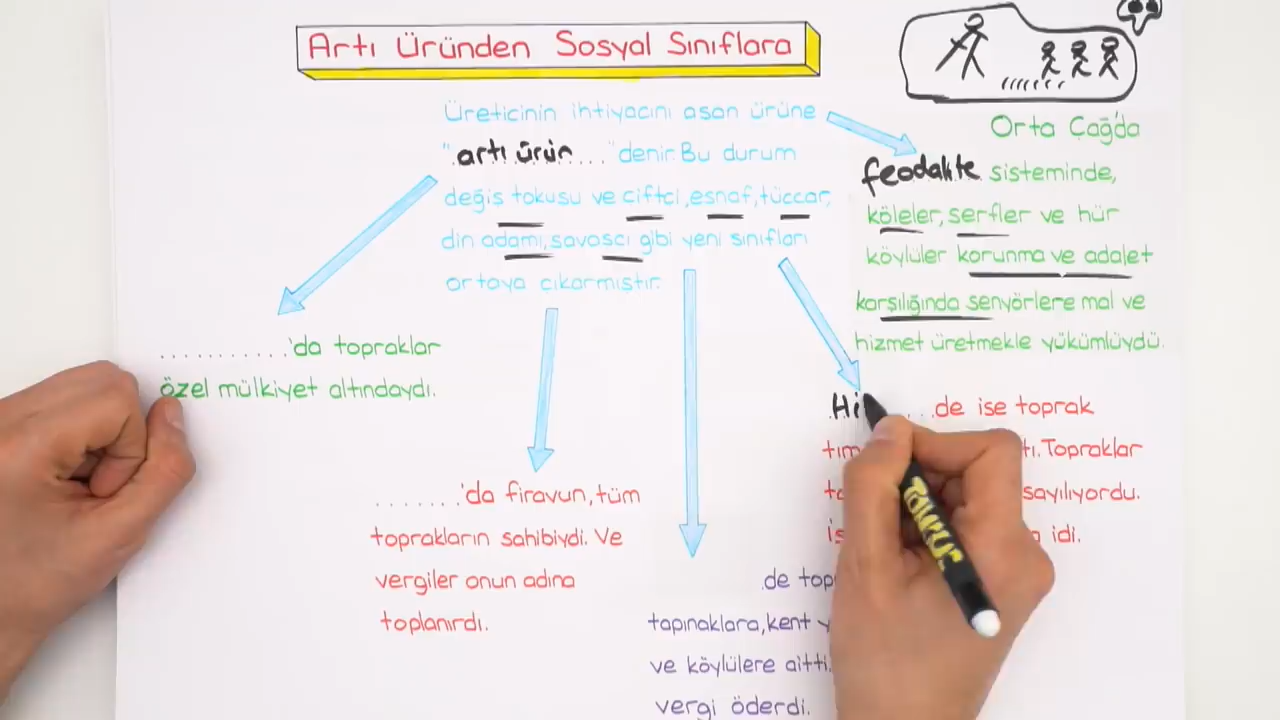 Artı Üründen Sosyal Sınıflara
Üreticinin ihtiyacını aşan ürüne
"artı ürün....." denir. Bu durum
değiş tokuşu ve çiftçi, esnaf, tüccar,
din adamı, savaşçı gibi yeni sınıfları
ortaya çıkarmıştır.
Orta Çağ'da
feodalite sisteminde,
köleler, serfler ve hür
köylüler korunma ve adalet
karşılığında senyörlere mal ve
hizmet üretmekle yükümlüydü.
............'da topraklar
özel mülkiyet altındaydı.
........'da firavun, tüm
toprakların sahibiydi. Ve
vergiler onun adına
toplanırdı.
.de
tapınaklara, kent
ve köylülere aitti.
vergi öderdi.
Hi ...de ise toprak
Topraklar
sayılıyordu.
idi.
TAURUS